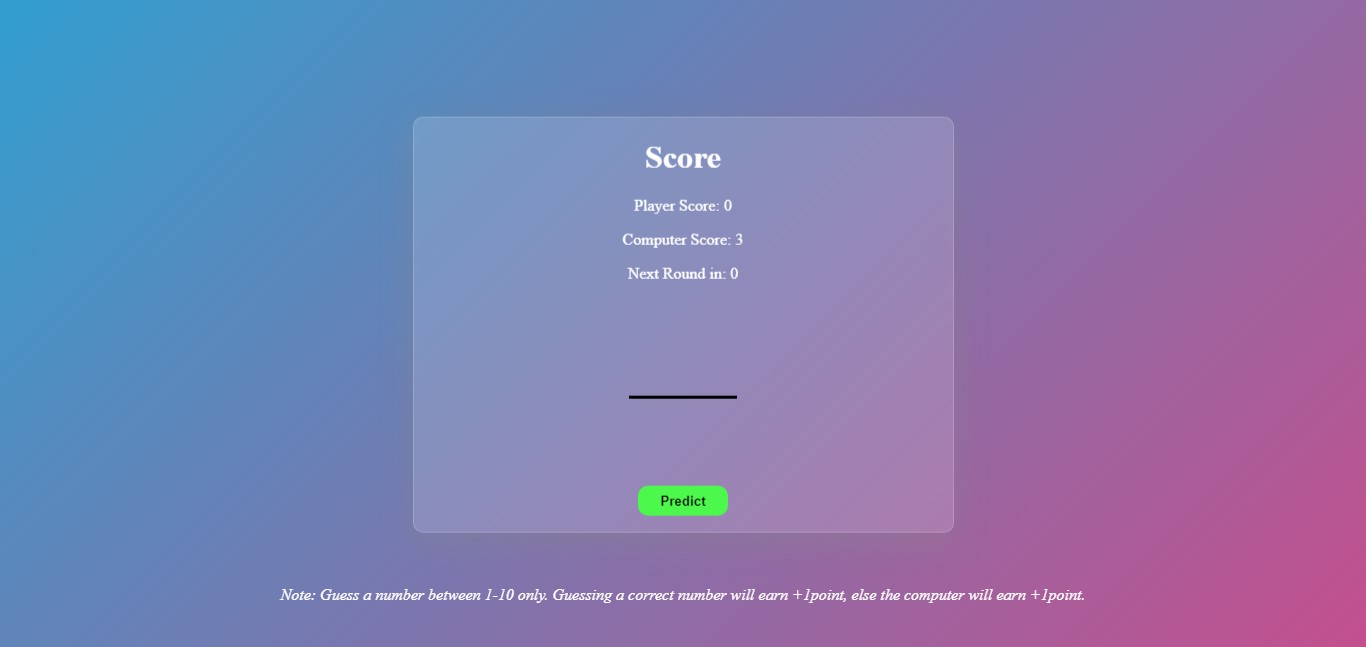 Score
Player Score: 0
Computer Score: 3
Next Round in: 0
Predict
Note: Guess a number between 1-10 only. Guessing a correct number will earn +1point, else the computer will earn +1point.